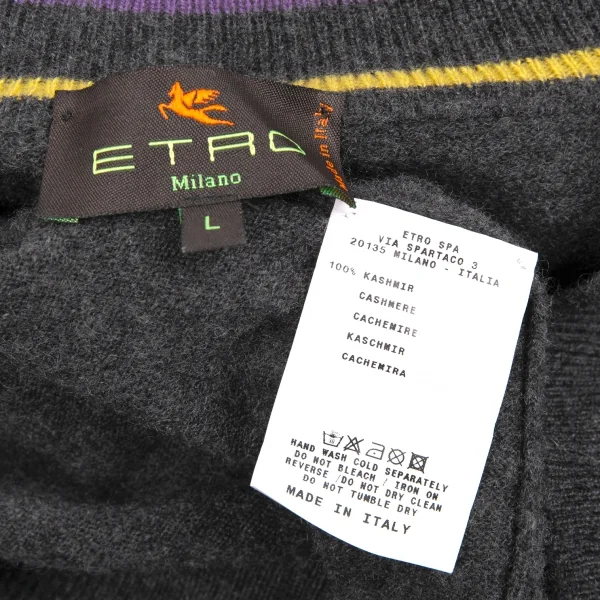 ETRO
Milano
Made in Italy
L
ETRO SPA
VIA SPARTACO 3
20135 MILANO - ITALIA
100% KASHMIR
CASHMERE
CACHEMIRE
KASCHMIR
CACHEMIRA
HAND WASH COLD SEPARATELY
DO NOT BLEACH / IRON ON
REVERSE /DO NOT DRY CLEAN
DO NOT TUMBLE DRY
MADE IN ITALY